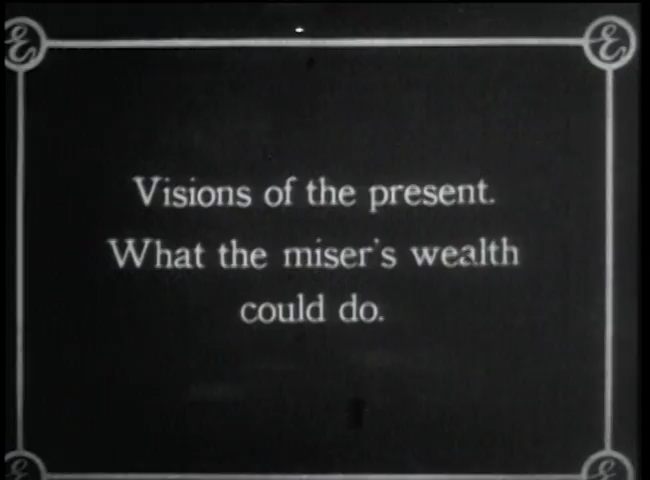 Visions of the present.
What the miser's wealth
could do.